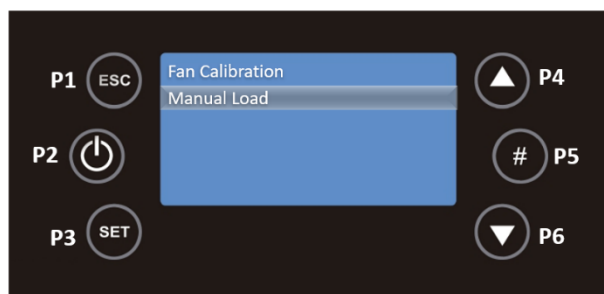 P1 ESC
Fan Calibration
P4
Manual Load
P2
# P5
P3 SET
P6